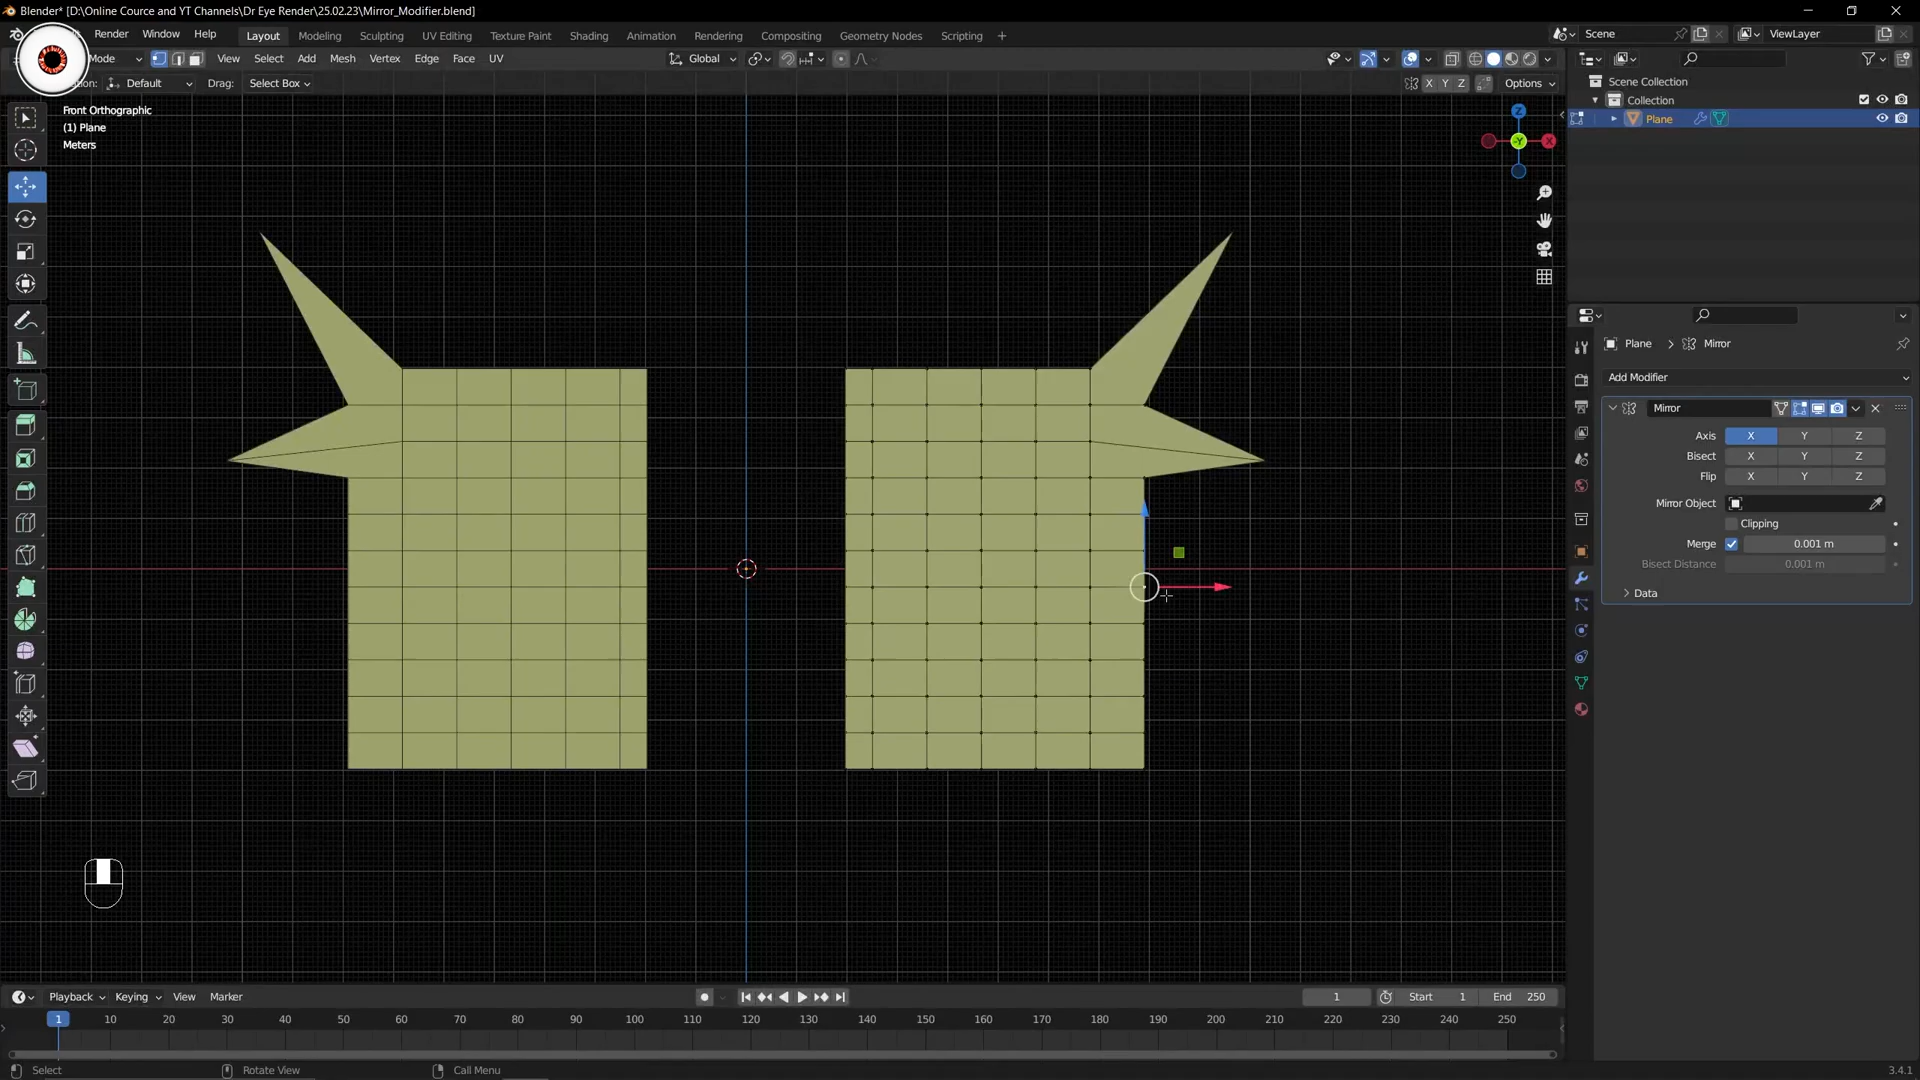 Blender* [D:\Online Cource and YT Channels\Dr Eye Render\25.02.23\Mirror_Modifier.blend]
Render Window Help Layout Modeling Sculpting UV Editing Texture Paint Shading Animation Rendering Compositing Geometry Nodes Scripting + Scene ViewLayer
Mode View Select Add Mesh Vertex Edge Face UV Global
Default Drag: Select Box X Y Z Options
Front Orthographic
(1) Plane
Meters
Z
-Y
X
Scene Collection
Collection
Plane
Plane > Mirror
Add Modifier
Mirror
Axis X Y Z
Bisect X Y Z
Flip X Y Z
Mirror Object
Clipping
Merge 0.001 m
Bisect Distance 0.001 m
Data
Playback Keying View Marker 1 Start 1 End 250
1 10 20 30 40 50 60 70 80 90 100 110 120 130 140 150 160 170 180 190 200 210 220 230 240 250
Select Rotate View Call Menu 3.4.1